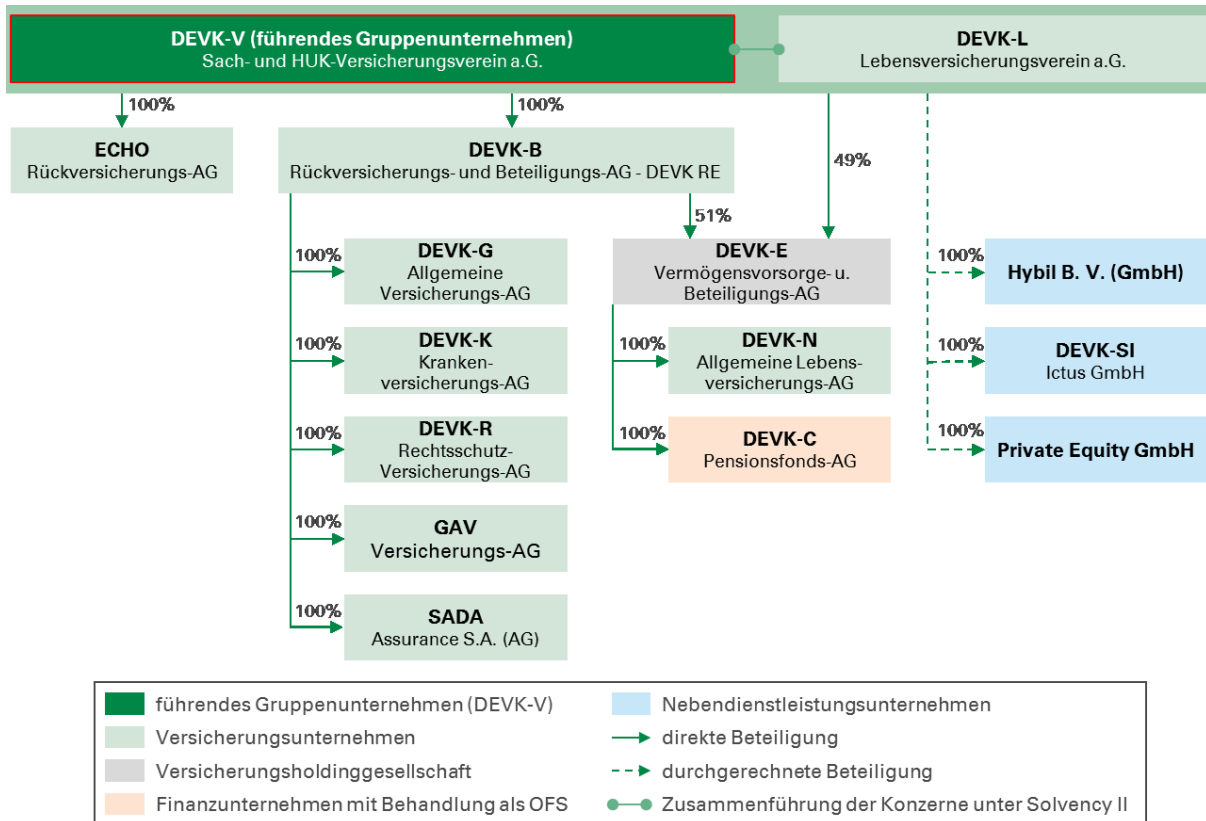 DEVK-V (führendes Gruppenunternehmen)
Sach- und HUK-Versicherungsverein a.G.
DEVK-L
Lebensversicherungsverein a.G.
100%
100%
49%
ECHO
Rückversicherungs-AG
DEVK-B
Rückversicherungs- und Beteiligungs-AG - DEVK RE
51%
100%
DEVK-G
Allgemeine
Versicherungs-AG
DEVK-E
Vermögensvorsorge- u.
Beteiligungs-AG
100%
Hybil B. V. (GmbH)
100%
DEVK-K
Kranken-
versicherungs-AG
100%
DEVK-N
Allgemeine Lebens-
versicherungs-AG
100%
DEVK-SI
Ictus GmbH
100%
DEVK-R
Rechtsschutz-
Versicherungs-AG
100%
DEVK-C
Pensionsfonds-AG
100%
Private Equity GmbH
100%
GAV
Versicherungs-AG
100%
SADA
Assurance S.A. (AG)
führendes Gruppenunternehmen (DEVK-V)
Versicherungsunternehmen
Versicherungsholdinggesellschaft
Finanzunternehmen mit Behandlung als OFS
Nebendienstleistungsunternehmen
direkte Beteiligung
durchgerechnete Beteiligung
Zusammenführung der Konzerne unter Solvency II